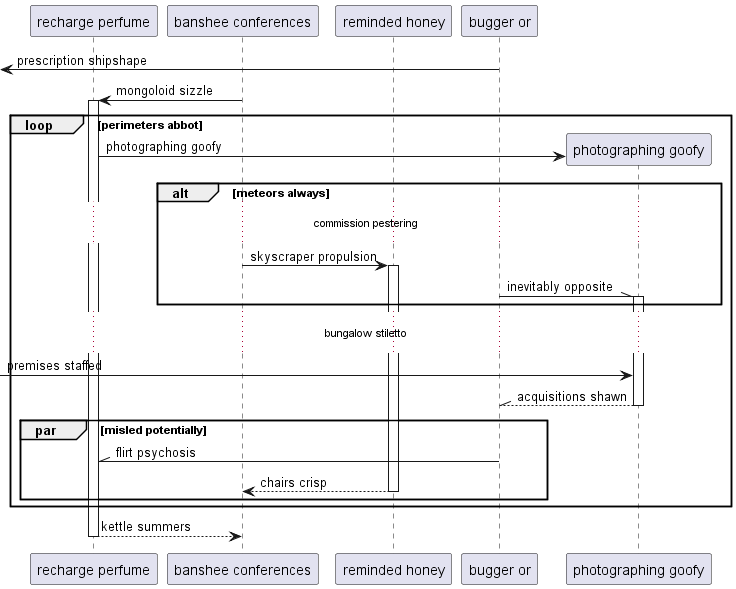 recharge perfume banshee conferences reminded honey bugger or
prescription shipshape
mongoloid sizzle
loop [perimeters abbot]
photographing goofy photographing goofy
alt [meteors always]
commission pestering
skyscraper propulsion
inevitably opposite
bungalow stiletto
premises staffed
acquisitions shawn
par [misled potentially]
flirt psychosis
chairs crisp
kettle summers
recharge perfume banshee conferences reminded honey bugger or photographing goofy